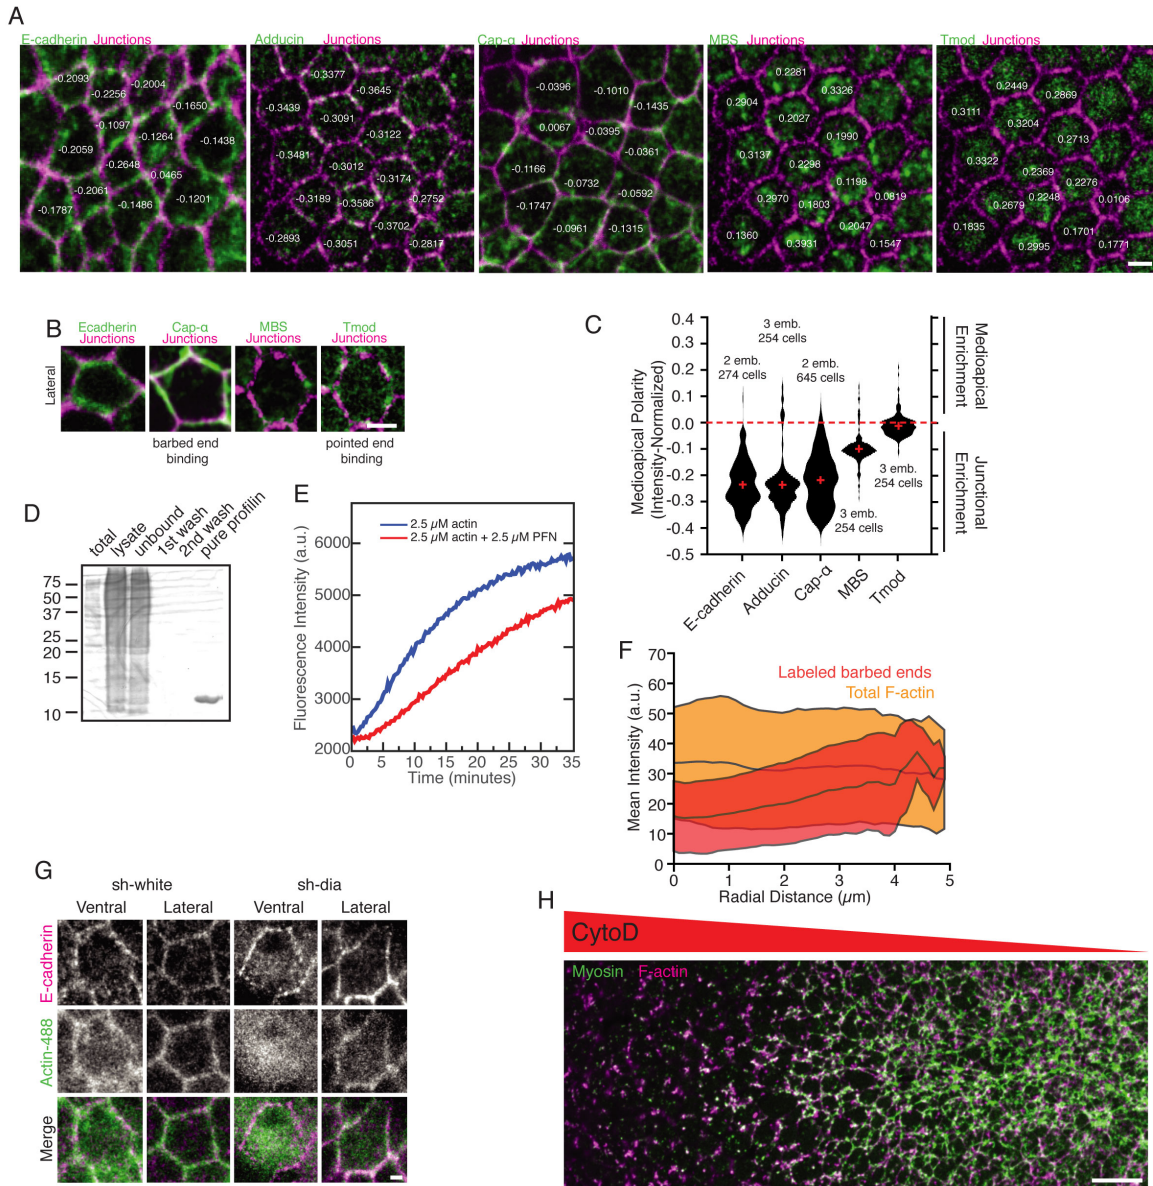 A
E-cadherin Junctions
Adducin Junctions
Cap-α Junctions
MBS Junctions
Tmod Junctions
-0.2093
-0.2004
-0.2256
-0.1650
-0.1097
-0.1264
-0.1438
-0.2059
-0.2648
0.0465
-0.2061
-0.1486
-0.1201
-0.1787
-0.3377
-0.3645
-0.3439
-0.3091
-0.3122
-0.3481
-0.3012
-0.3174
-0.3189
-0.3586
-0.2752
-0.3702
-0.2893
-0.3051
-0.2817
-0.0396
-0.1010
-0.1435
0.0067
-0.0395
-0.0361
-0.1166
-0.0732
-0.0592
-0.1747
-0.0961
-0.1315
0.2281
0.3326
0.2904
0.2027
0.1990
0.3137
0.2298
0.1198
0.0819
0.2970
0.1803
0.2047
0.1360
0.3931
0.1547
0.2449
0.2869
0.3111
0.3204
0.2713
0.3322
0.2369
0.2276
0.0106
0.2679
0.2248
0.1835
0.1701
0.2995
0.1771
B
Ecadherin
Junctions
Cap-α
Junctions
MBS
Junctions
Tmod
Junctions
Lateral
barbed end
binding
pointed end
binding
C
Medioapical Polarity
(Intensity-Normalized)
0.4
0.3
0.2
0.1
0.0
-0.1
-0.2
-0.3
-0.4
-0.5
2 emb.
274 cells
3 emb.
254 cells
2 emb.
645 cells
3 emb.
254 cells
3 emb.
254 cells
Medioapical
Enrichment
Junctional
Enrichment
E-cadherin
Adducin
Cap-α
MBS
Tmod
D
total
lysate
unbound
1st wash
2nd wash
pure profilin
75
50
37
25
20
15
10
E
2.5 µM actin
2.5 µM actin + 2.5 µM PFN
Fluorescence Intensity (a.u.)
6000
5000
4000
3000
2000
0 5 10 15 20 25 30 35
Time (minutes)
F
Labeled barbed ends
Total F-actin
Mean Intensity (a.u.)
70
60
50
40
30
20
10
0
0 1 2 3 4 5
Radial Distance (µm)
G
sh-white sh-dia
Ventral Lateral Ventral Lateral
E-cadherin
Actin-488
Merge
H
CytoD
Myosin F-actin